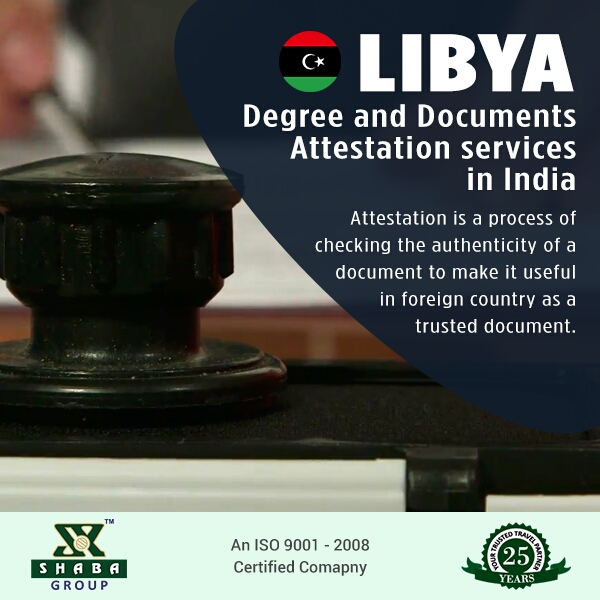 LIBYA
Degree and Documents
Attestation services
in India
Attestation is a process of
checking the authenticity of a
document to make it useful
in foreign country as a
trusted document.
TM
SHABA
GROUP
An ISO 9001 - 2008
Certified Comapny
YOUR TRUSTED TRAVEL PARTNER
25
YEARS